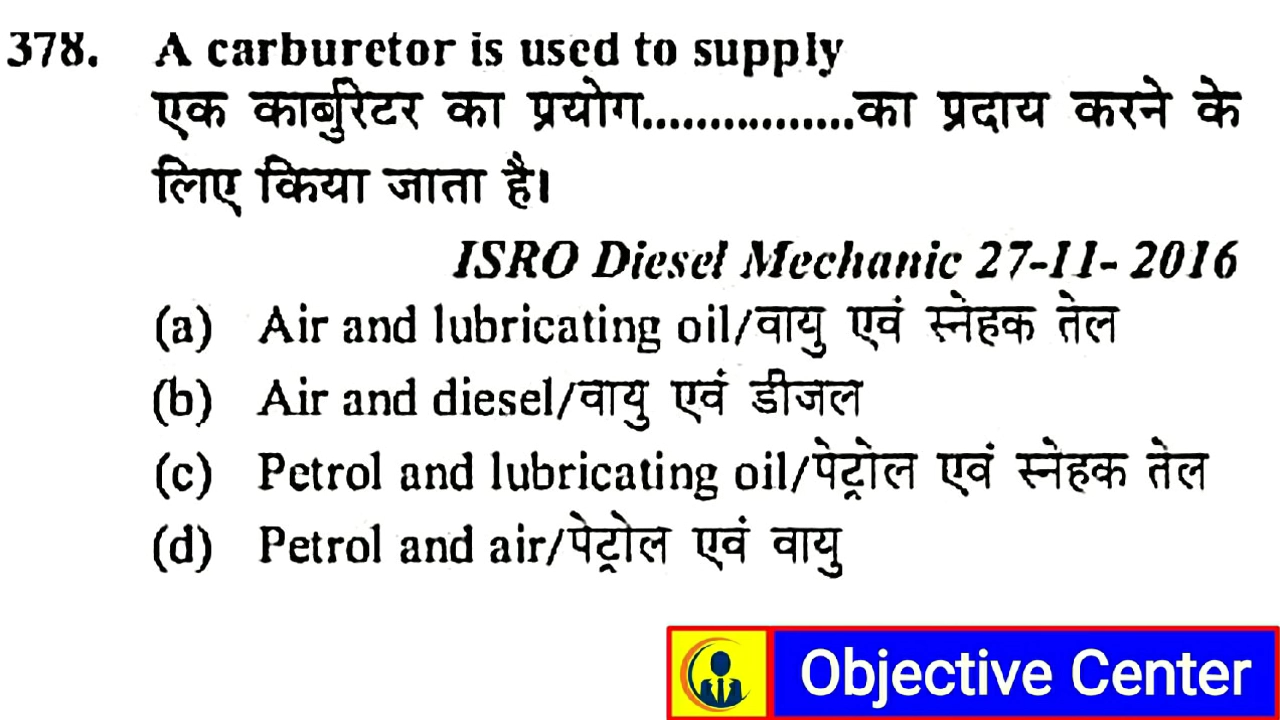 378. A carburetor is used to supply
एक कार्बुरेटर का प्रयोग................का प्रदाय करने के
लिए किया जाता है।
ISRO Diesel Mechanic 27-11- 2016
(a) Air and lubricating oil/वायु एवं स्नेहक तेल
(b) Air and diesel/वायु एवं डीजल
(c) Petrol and lubricating oil/पेट्रोल एवं स्नेहक तेल
(d) Petrol and air/पेट्रोल एवं वायु
Objective Center